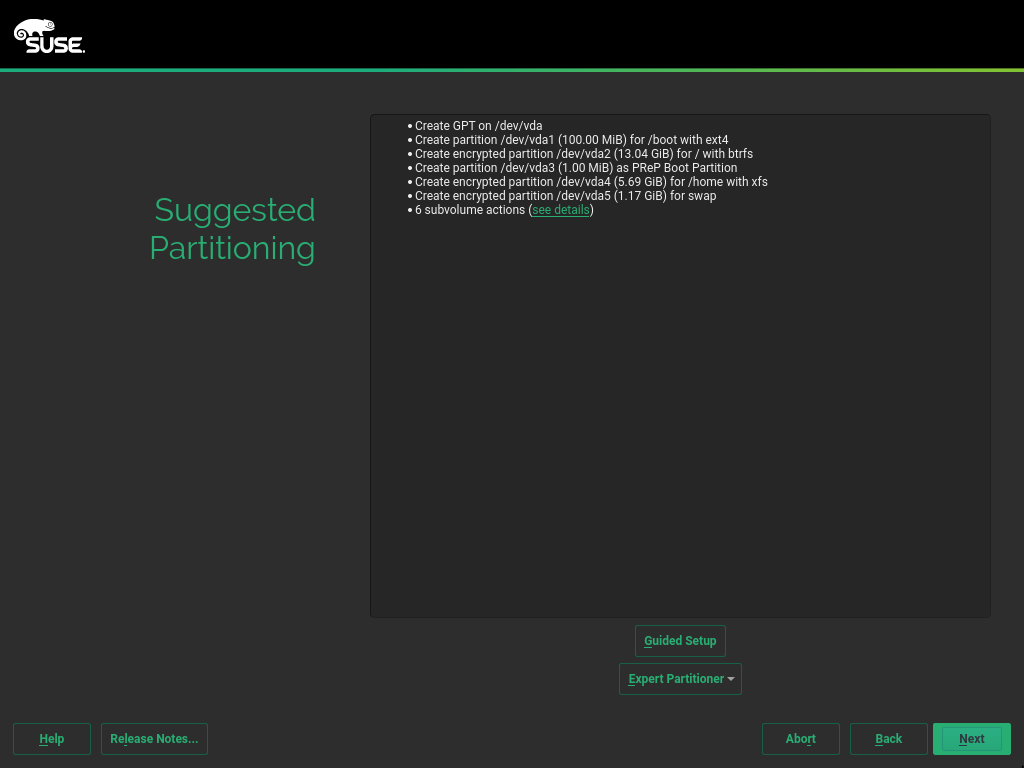 SUSE.
Suggested
Partitioning
• Create GPT on /dev/vda
• Create partition /dev/vda1 (100.00 MiB) for /boot with ext4
• Create encrypted partition /dev/vda2 (13.04 GiB) for / with btrfs
• Create partition /dev/vda3 (1.00 MiB) as PReP Boot Partition
• Create encrypted partition /dev/vda4 (5.69 GiB) for /home with xfs
• Create encrypted partition /dev/vda5 (1.17 GiB) for swap
• 6 subvolume actions (see details)
Guided Setup
Expert Partitioner
Help
Release Notes...
Abort
Back
Next